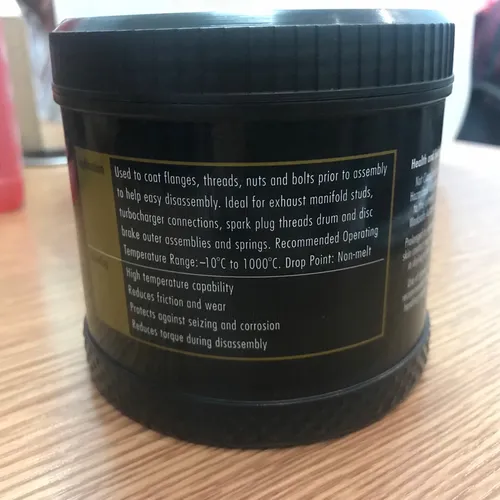 Used to coat flanges, threads, nuts and bolts prior to assembly
to help easy disassembly. Ideal for exhaust manifold studs,
turbocharger connections, spark plug threads drum and disc
brake outer assemblies and springs. Recommended Operating
Temperature Range: –10°C to 1000°C. Drop Point: Non-melt
High temperature capability
Reduces friction and wear
Protects against seizing and corrosion
Reduces torque during disassembly
Health and